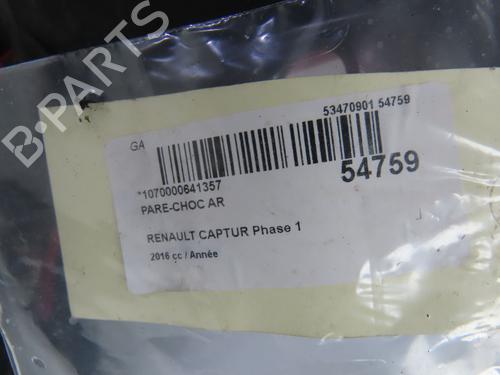 GA
53470901 54759
*1070000641357
54759
PARE-CHOC AR
RENAULT CAPTUR Phase 1
2016 cc / Année
B-PARTS